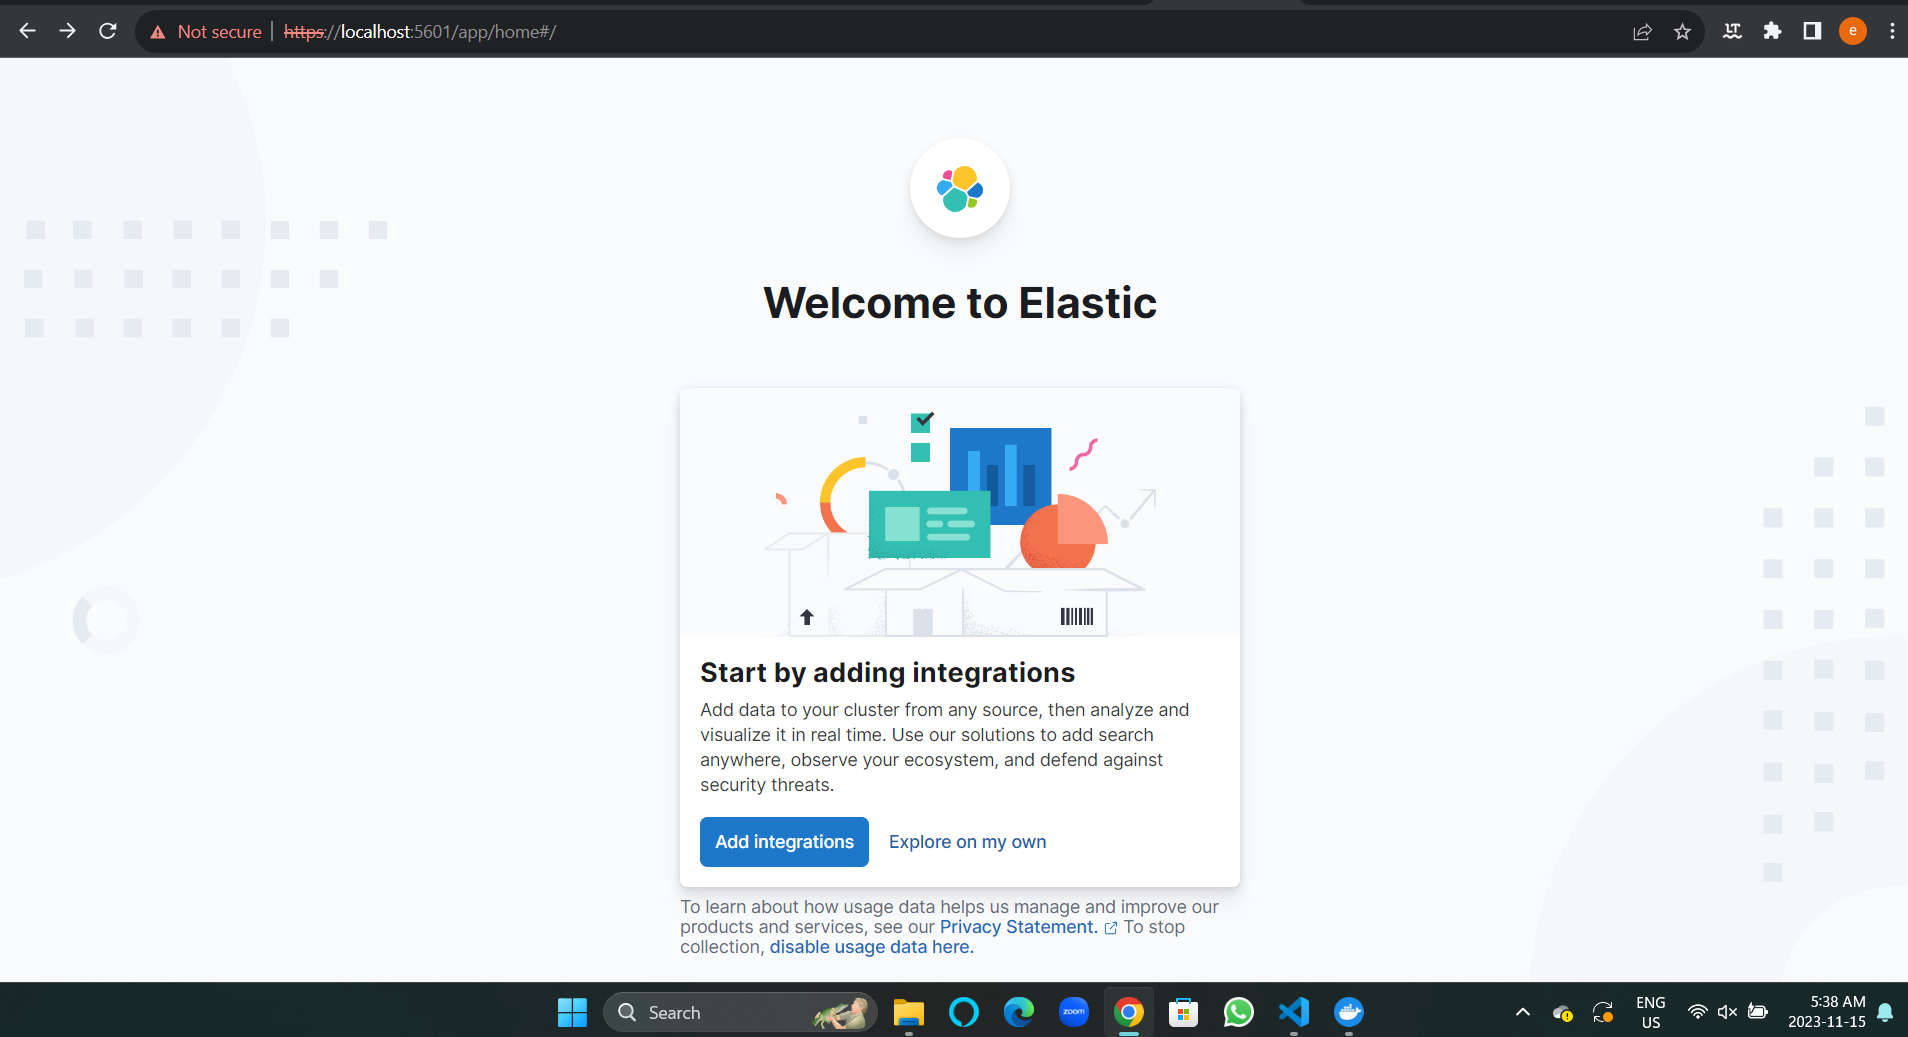 Not secure
https://localhost:5601/app/home#/
LT
e
Welcome to Elastic
Start by adding integrations
Add data to your cluster from any source, then analyze and
visualize it in real time. Use our solutions to add search
anywhere, observe your ecosystem, and defend against
security threats.
Add integrations
Explore on my own
To learn about how usage data helps us manage and improve our
products and services, see our Privacy Statement. To stop
collection, disable usage data here.
Search
zoom
ENG
US
5:38 AM
2023-11-15